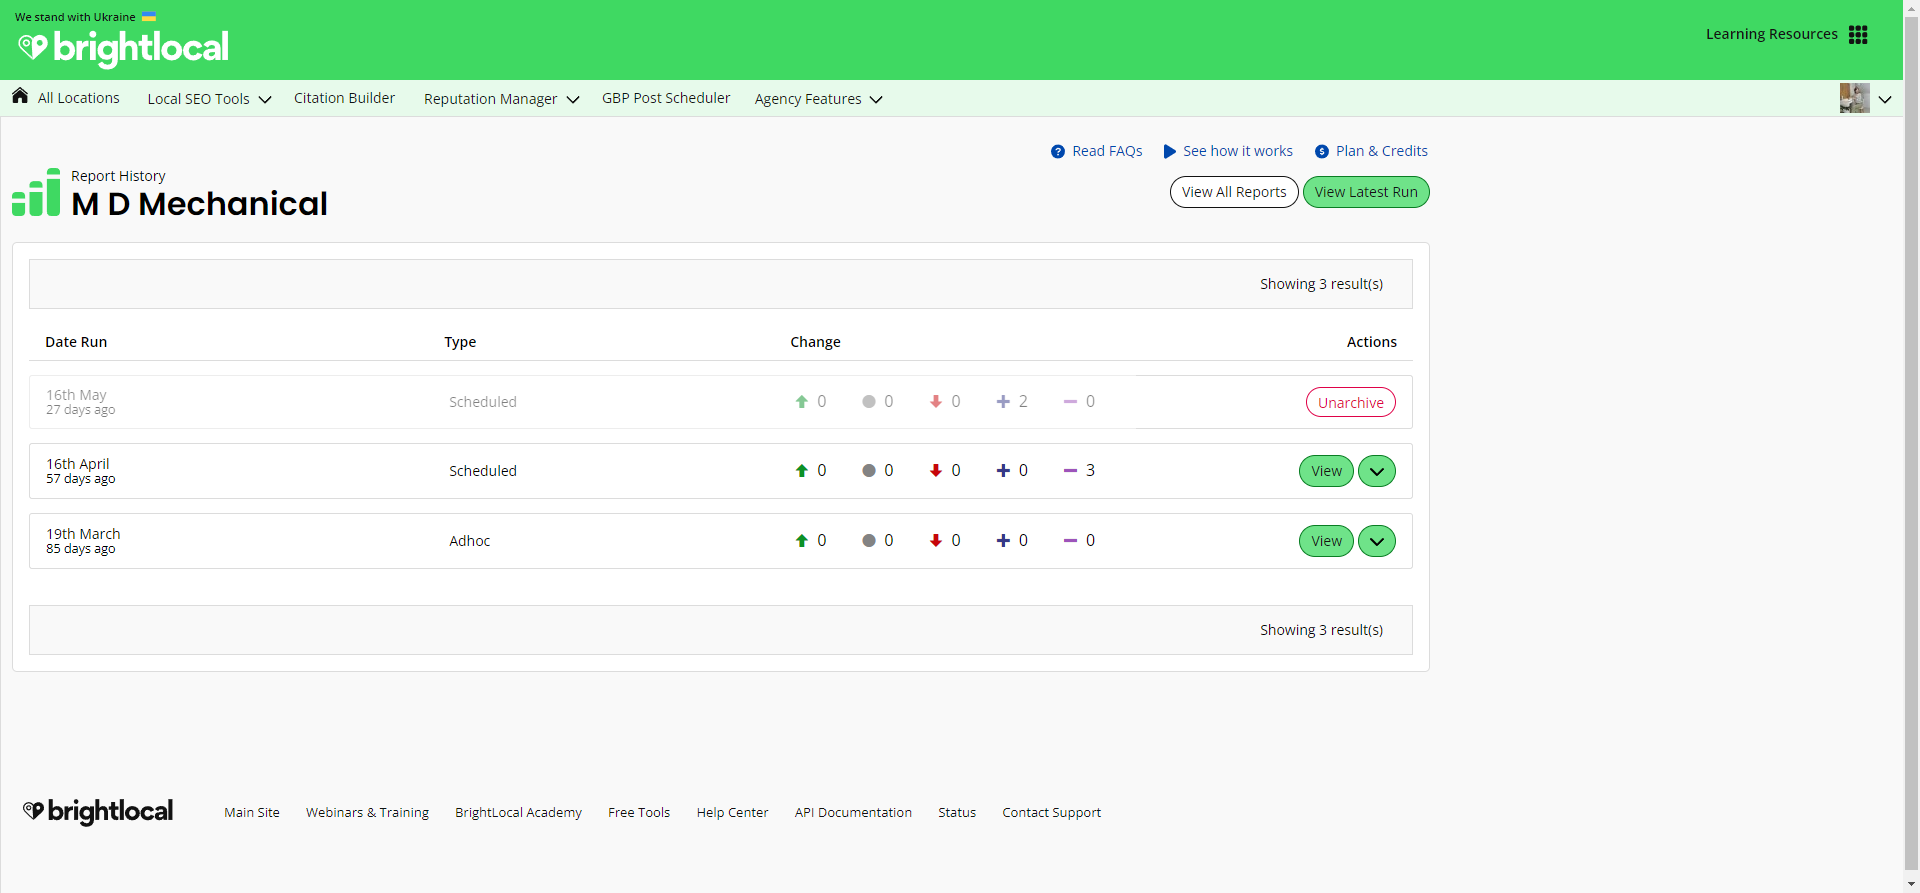 We stand with Ukraine
brightlocal
Learning Resources
All Locations Local SEO Tools Citation Builder Reputation Manager GBP Post Scheduler Agency Features
Read FAQs See how it works Plan & Credits
Report History
M D Mechanical
View All Reports View Latest Run
Showing 3 result(s)
Date Run Type Change Actions
16th May
27 days ago
Scheduled 0 0 0 2 0 Unarchive
16th April
57 days ago
Scheduled 0 0 0 0 3 View
19th March
85 days ago
Adhoc 0 0 0 0 0 View
Showing 3 result(s)
brightlocal Main Site Webinars & Training BrightLocal Academy Free Tools Help Center API Documentation Status Contact Support